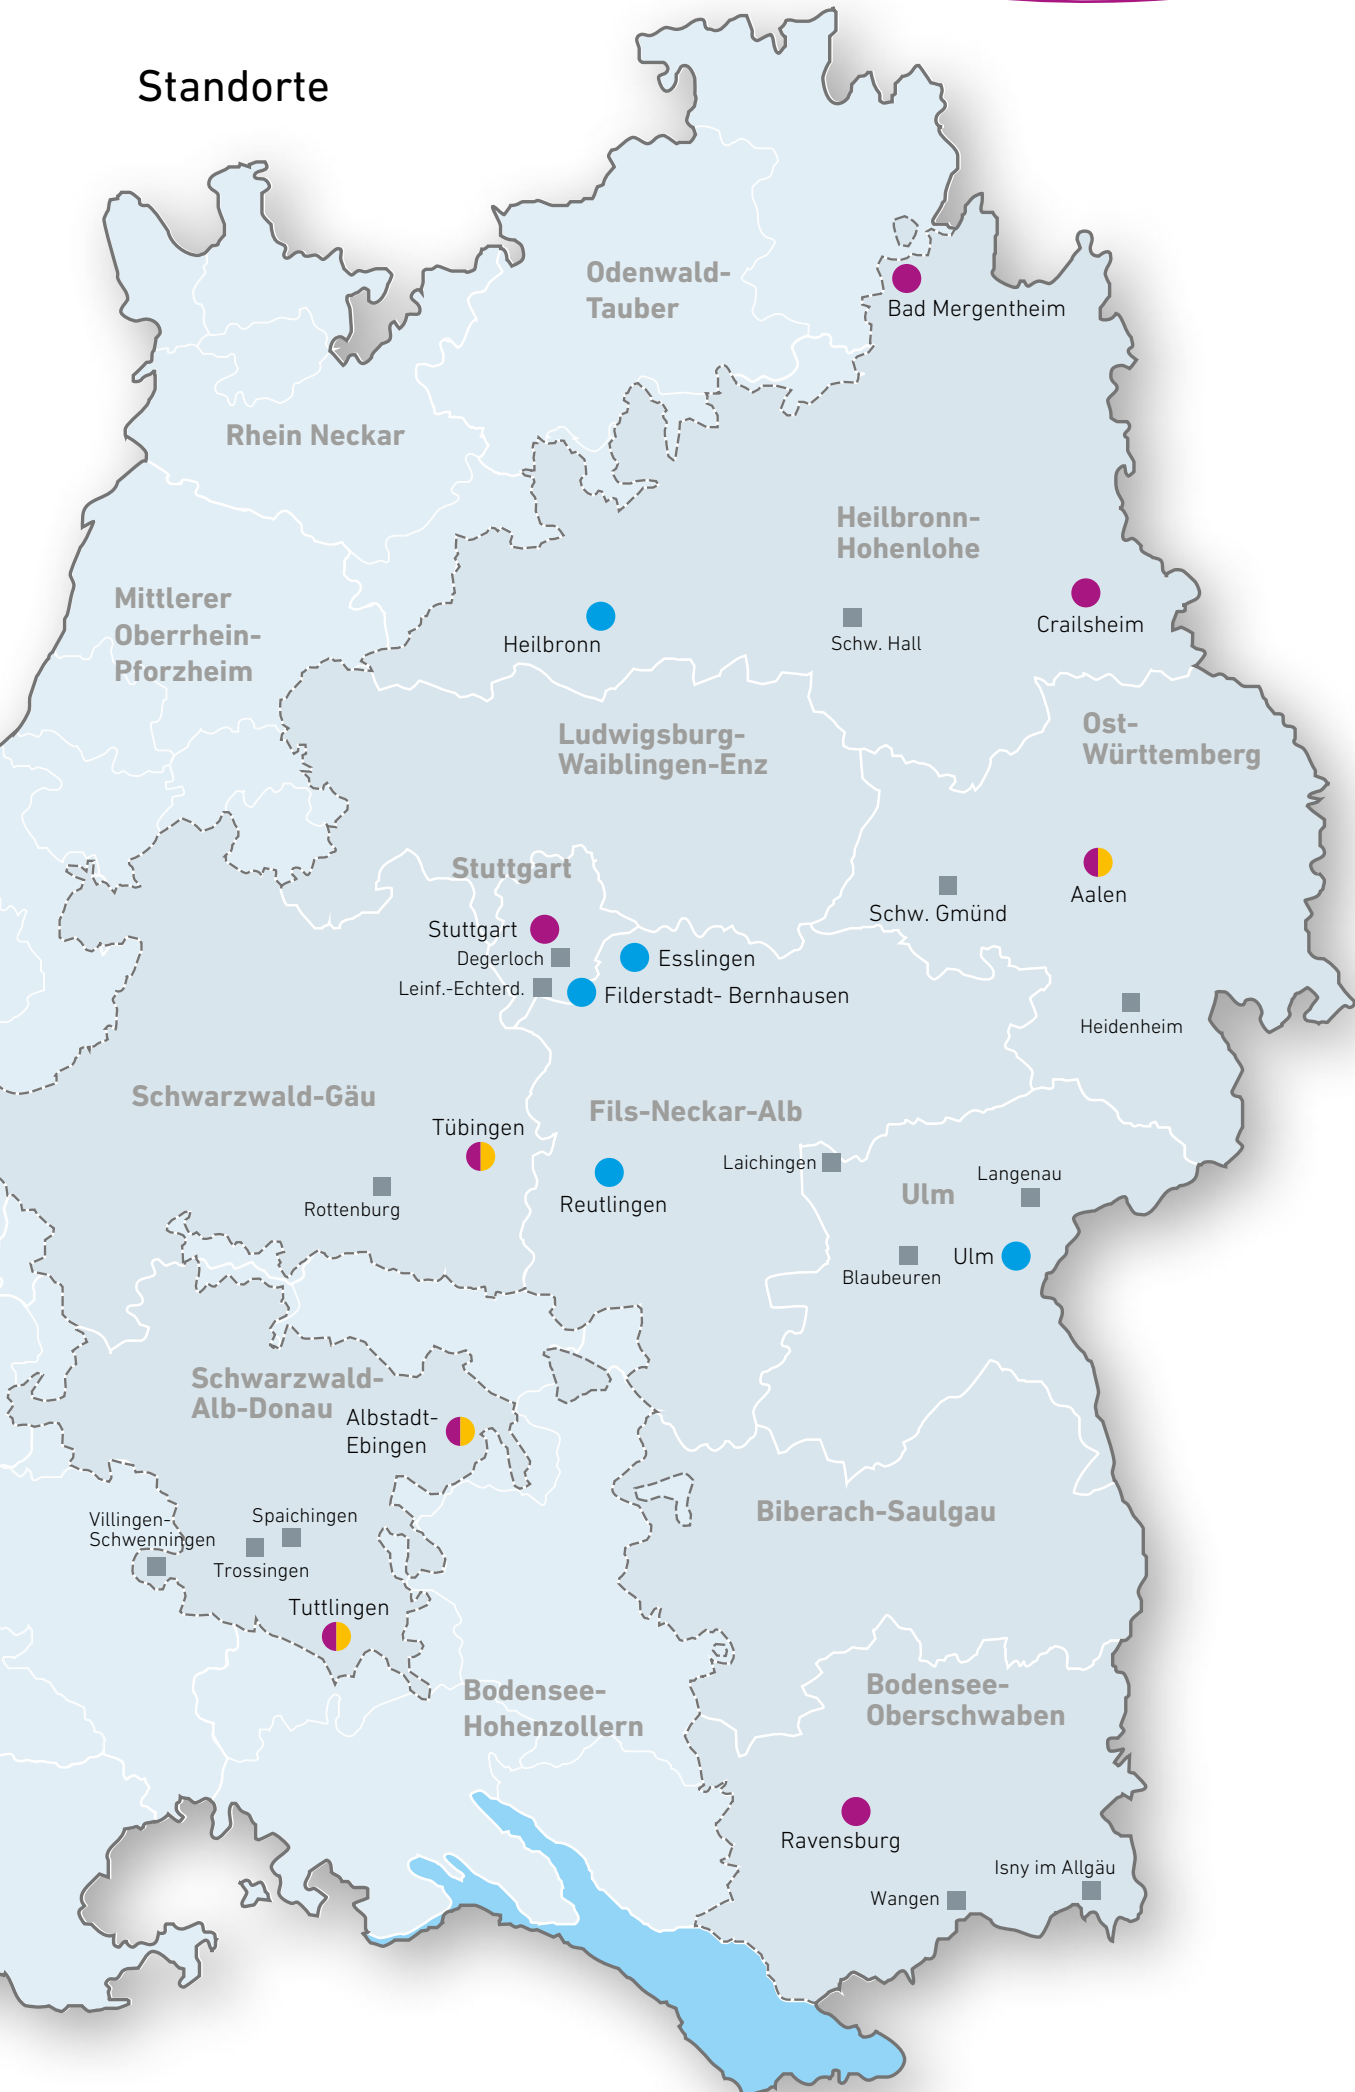 Standorte
Odenwald-
Tauber
Bad Mergentheim
Rhein Neckar
Heilbronn-
Hohenlohe
Mittlerer
Oberrhein-
Pforzheim
Heilbronn
Schw. Hall
Crailsheim
Ludwigsburg-
Waiblingen-Enz
Ost-
Württemberg
Stuttgart
Aalen
Schw. Gmünd
Stuttgart
Degerloch
Esslingen
Leinf.-Echterd.
Filderstadt- Bernhausen
Heidenheim
Schwarzwald-Gäu
Fils-Neckar-Alb
Tübingen
Laichingen
Langenau
Ulm
Rottenburg
Reutlingen
Ulm
Blaubeuren
Schwarzwald-
Alb-Donau
Albstadt-
Ebingen
Villingen-
Schwenningen
Spaichingen
Trossingen
Biberach-Saulgau
Tuttlingen
Bodensee-
Hohenzollern
Bodensee-
Oberschwaben
Ravensburg
Isny im Allgäu
Wangen